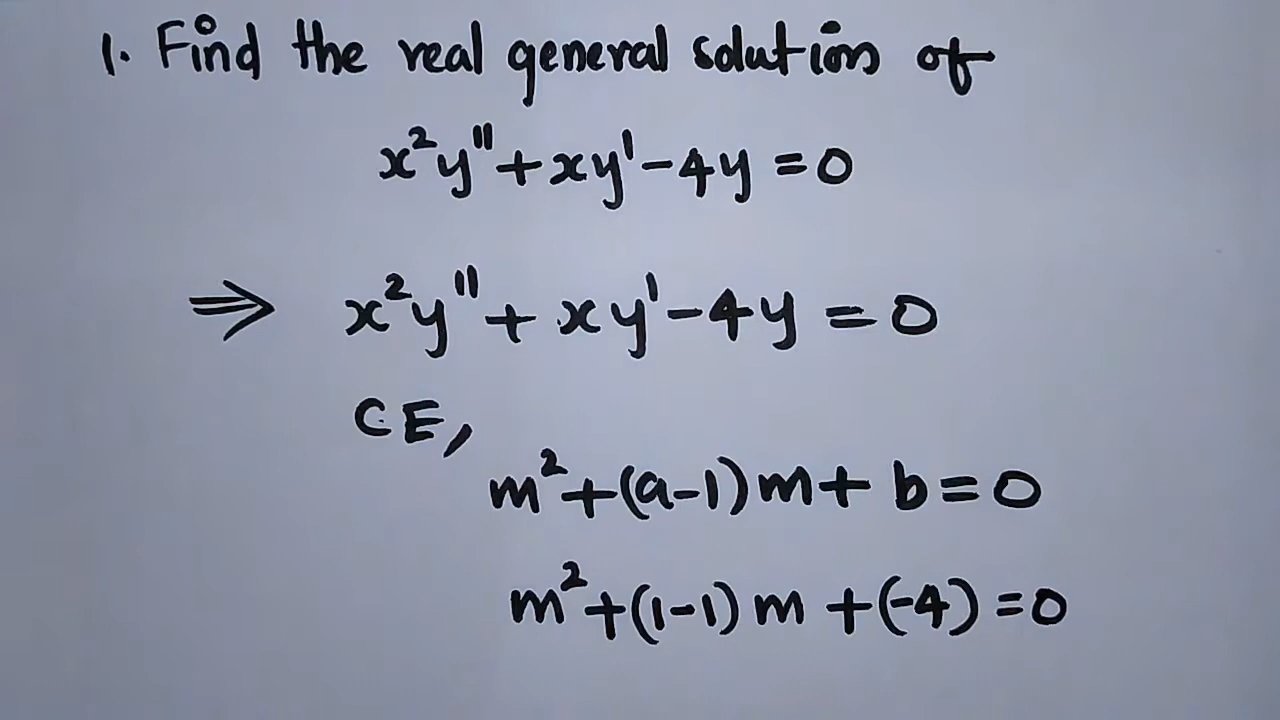 1. Find the real general solution of
x²y" + xy' - 4y = 0
⇒ x²y" + xy' - 4y = 0
CE,
m² + (a-1)m + b = 0
m² + (1-1)m + (-4) = 0